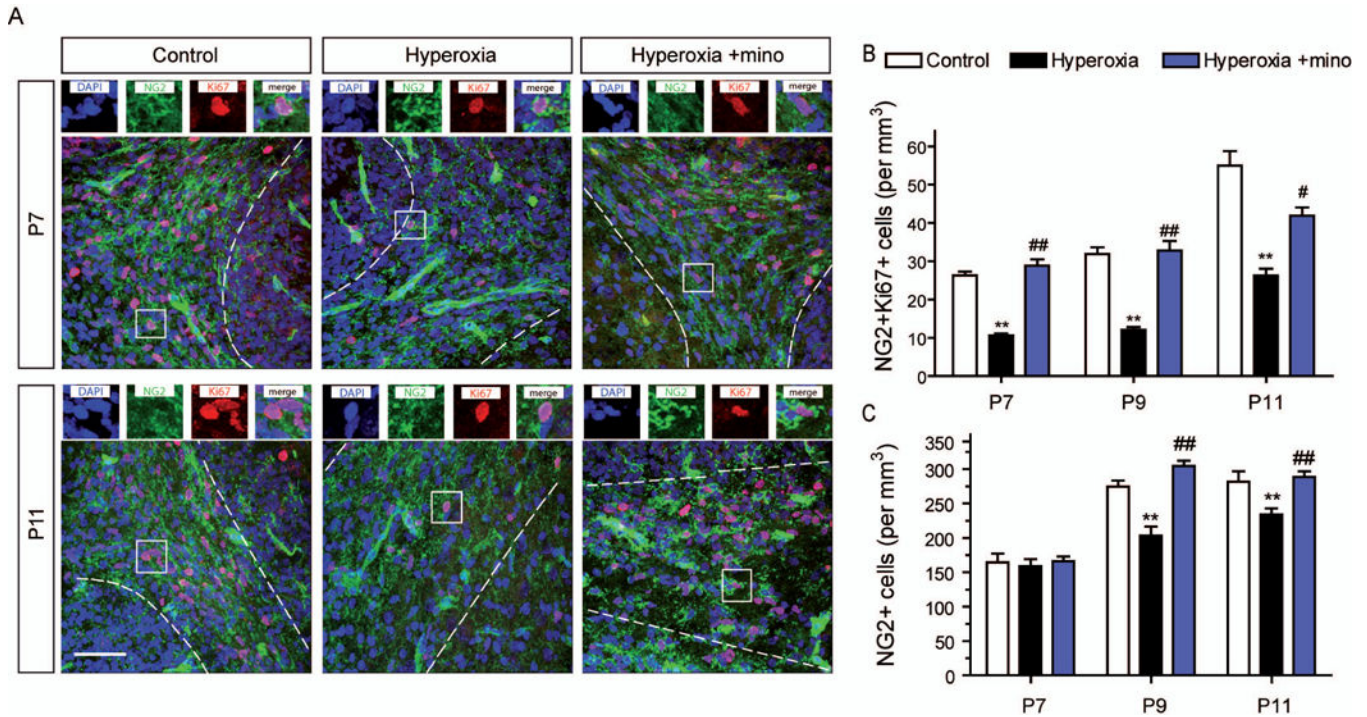 A
Control Hyperoxia Hyperoxia +mino
DAPI NG2 Ki67 merge DAPI NG2 Ki67 merge DAPI NG2 Ki67 merge
P7
DAPI NG2 Ki67 merge DAPI NG2 Ki67 merge DAPI NG2 Ki67 merge
P11
B
Control Hyperoxia Hyperoxia +mino
NG2+Ki67+ cells (per mm³)
60
50
40
30
20
10
0
** ## ** ## ** #
P7 P9 P11
C
NG2+ cells (per mm³)
350
300
250
200
150
100
50
0
** ## ** ##
P7 P9 P11